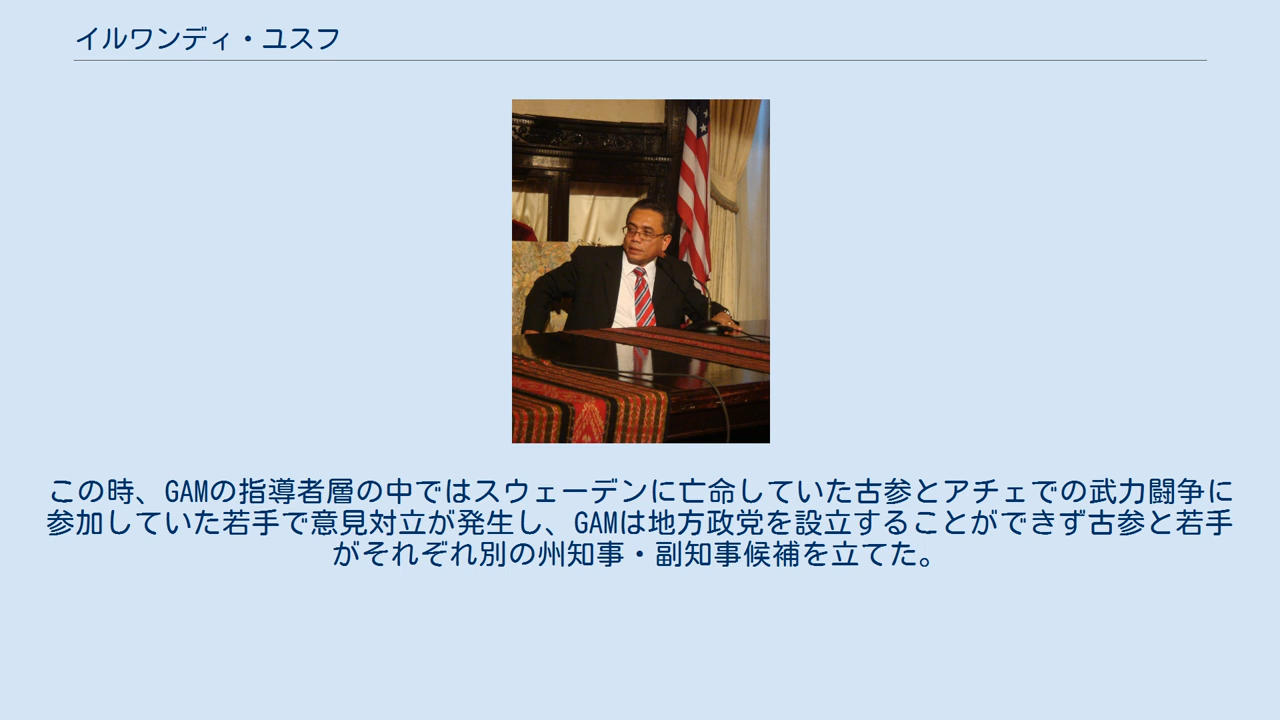 イルワンディ・ユスフ
この時、GAMの指導者層の中ではスウェーデンに亡命していた古参とアチェでの武力闘争に
参加していた若手で意見対立が発生し、GAMは地方政党を設立することができず古参と若手
がそれぞれ別の州知事・副知事候補を立てた。